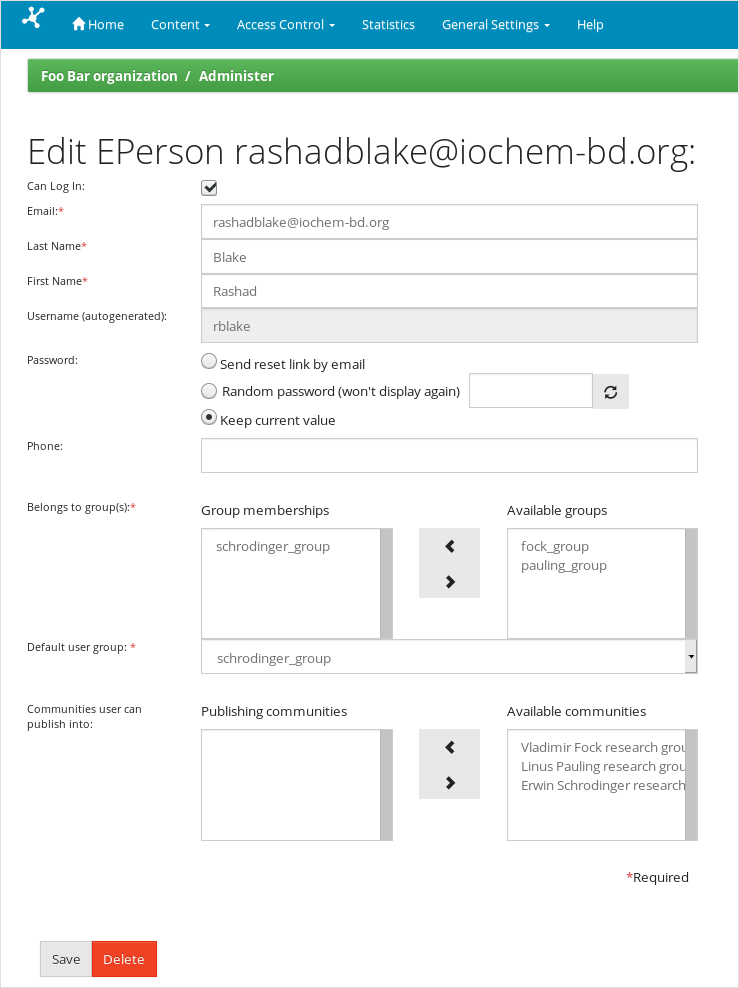 Home Content Access Control Statistics General Settings Help
Foo Bar organization / Administer
Edit EPerson rashadblake@iochem-bd.org:
Can Log In:
Email:*
rashadblake@iochem-bd.org
Last Name*
Blake
First Name*
Rashad
Username (autogenerated):
rblake
Password:
Send reset link by email
Random password (won't display again)
Keep current value
Phone:
Belongs to group(s):*
Group memberships
Available groups
schrodinger_group
fock_group
pauling_group
Default user group: *
schrodinger_group
Communities user can
publish into:
Publishing communities
Available communities
Vladimir Fock research grou
Linus Pauling research grou
Erwin Schrodinger research
*Required
Save Delete